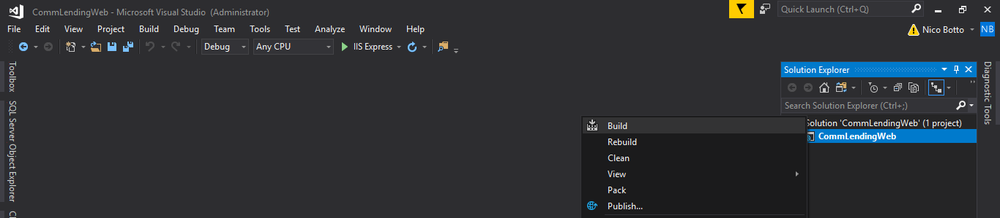 CommLendingWeb - Microsoft Visual Studio (Administrator)
Quick Launch (Ctrl+Q)
File Edit View Project Build Debug Team Tools Test Analyze Window Help
Nico Botto NB
Debug Any CPU IIS Express
Toolbox
SQL Server Object Explorer
Solution Explorer
Search Solution Explorer (Ctrl+;)
olution 'CommLendingWeb' (1 project)
CommLendingWeb
Build
Rebuild
Clean
View
Pack
Publish...
Diagnostic Tools